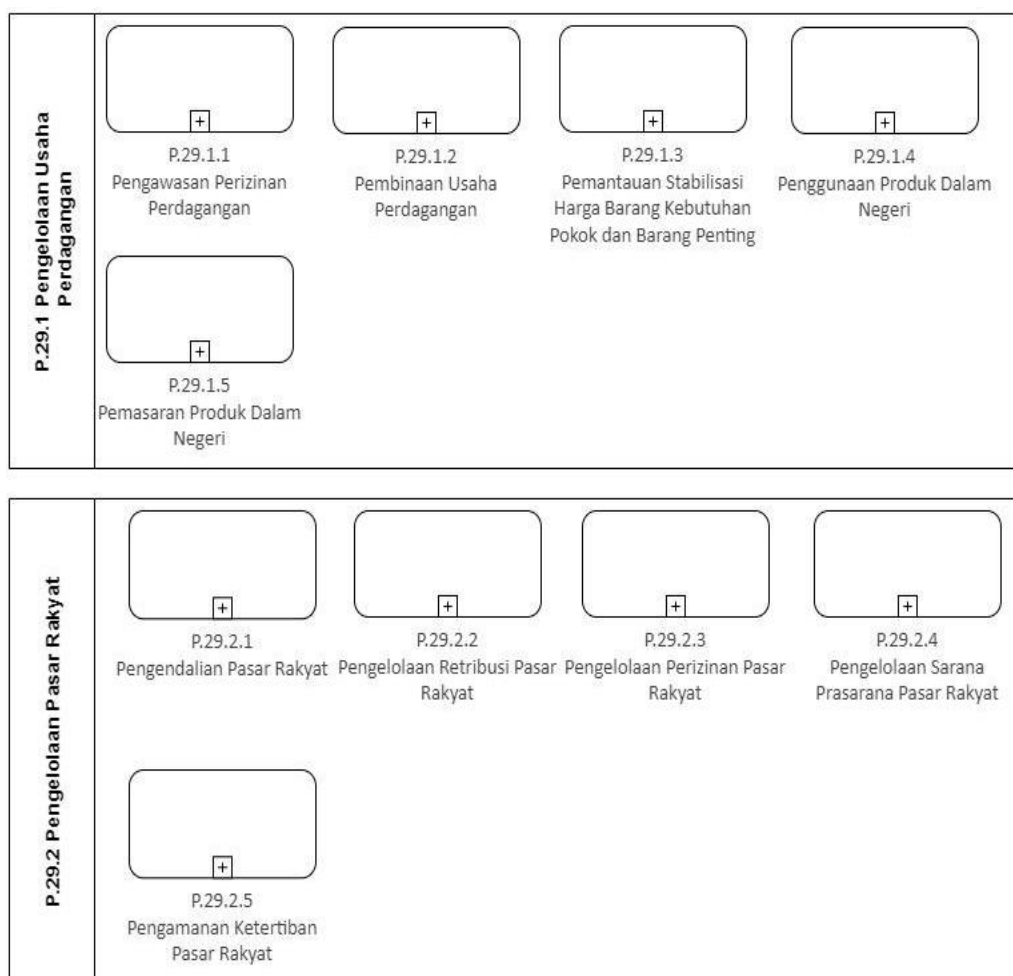 P.29.1 Pengelolaan Usaha
Perdagangan
P.29.1.1
Pengawasan Perizinan
Perdagangan
P.29.1.2
Pembinaan Usaha
Perdagangan
P.29.1.3
Pemantauan Stabilisasi
Harga Barang Kebutuhan
Pokok dan Barang Penting
P.29.1.4
Penggunaan Produk Dalam
Negeri
P.29.1.5
Pemasaran Produk Dalam
Negeri
P.29.2 Pengelolaan Pasar Rakyat
P.29.2.1
Pengendalian Pasar Rakyat
P.29.2.2
Pengelolaan Retribusi Pasar
Rakyat
P.29.2.3
Pengelolaan Perizinan Pasar
Rakyat
P.29.2.4
Pengelolaan Sarana
Prasarana Pasar Rakyat
P.29.2.5
Pengamanan Ketertiban
Pasar Rakyat